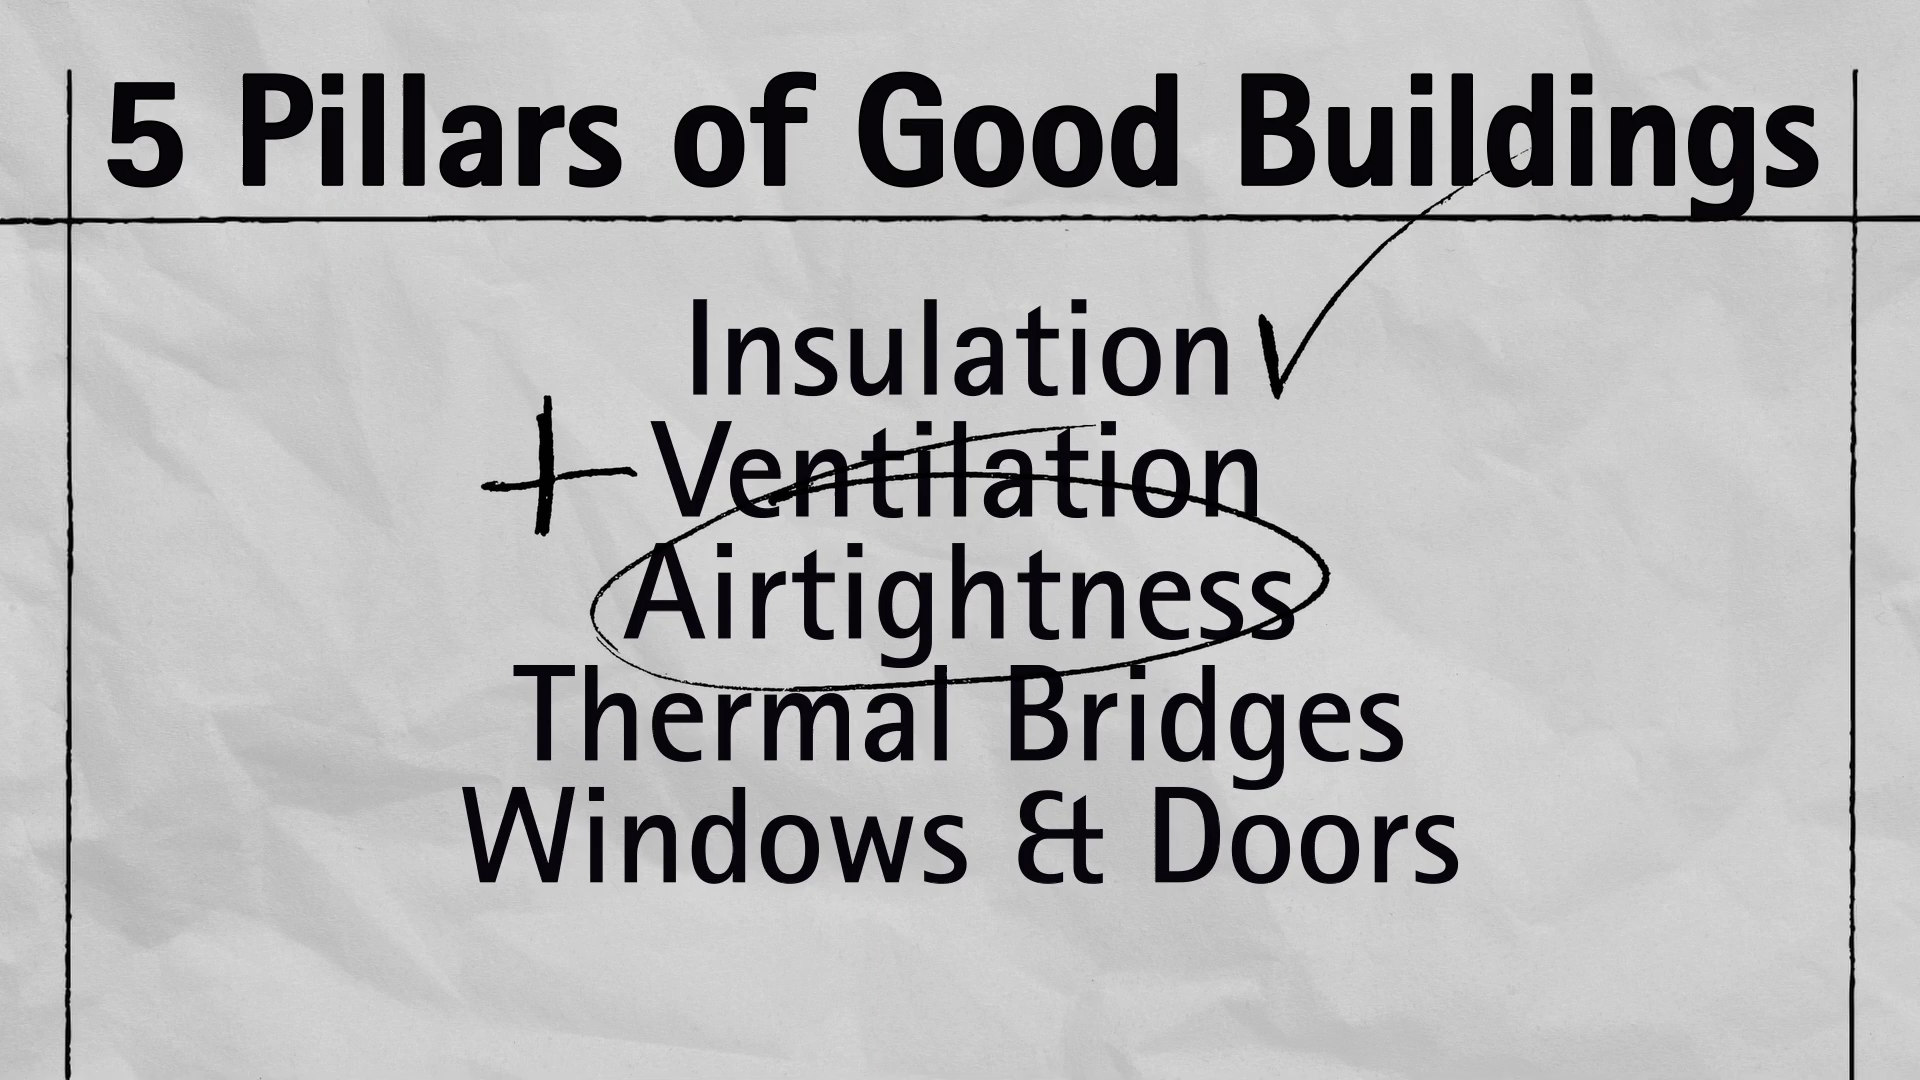 5 Pillars of Good Buildings
Insulation ✓
+ Ventilation
Airtightness
Thermal Bridges
Windows & Doors